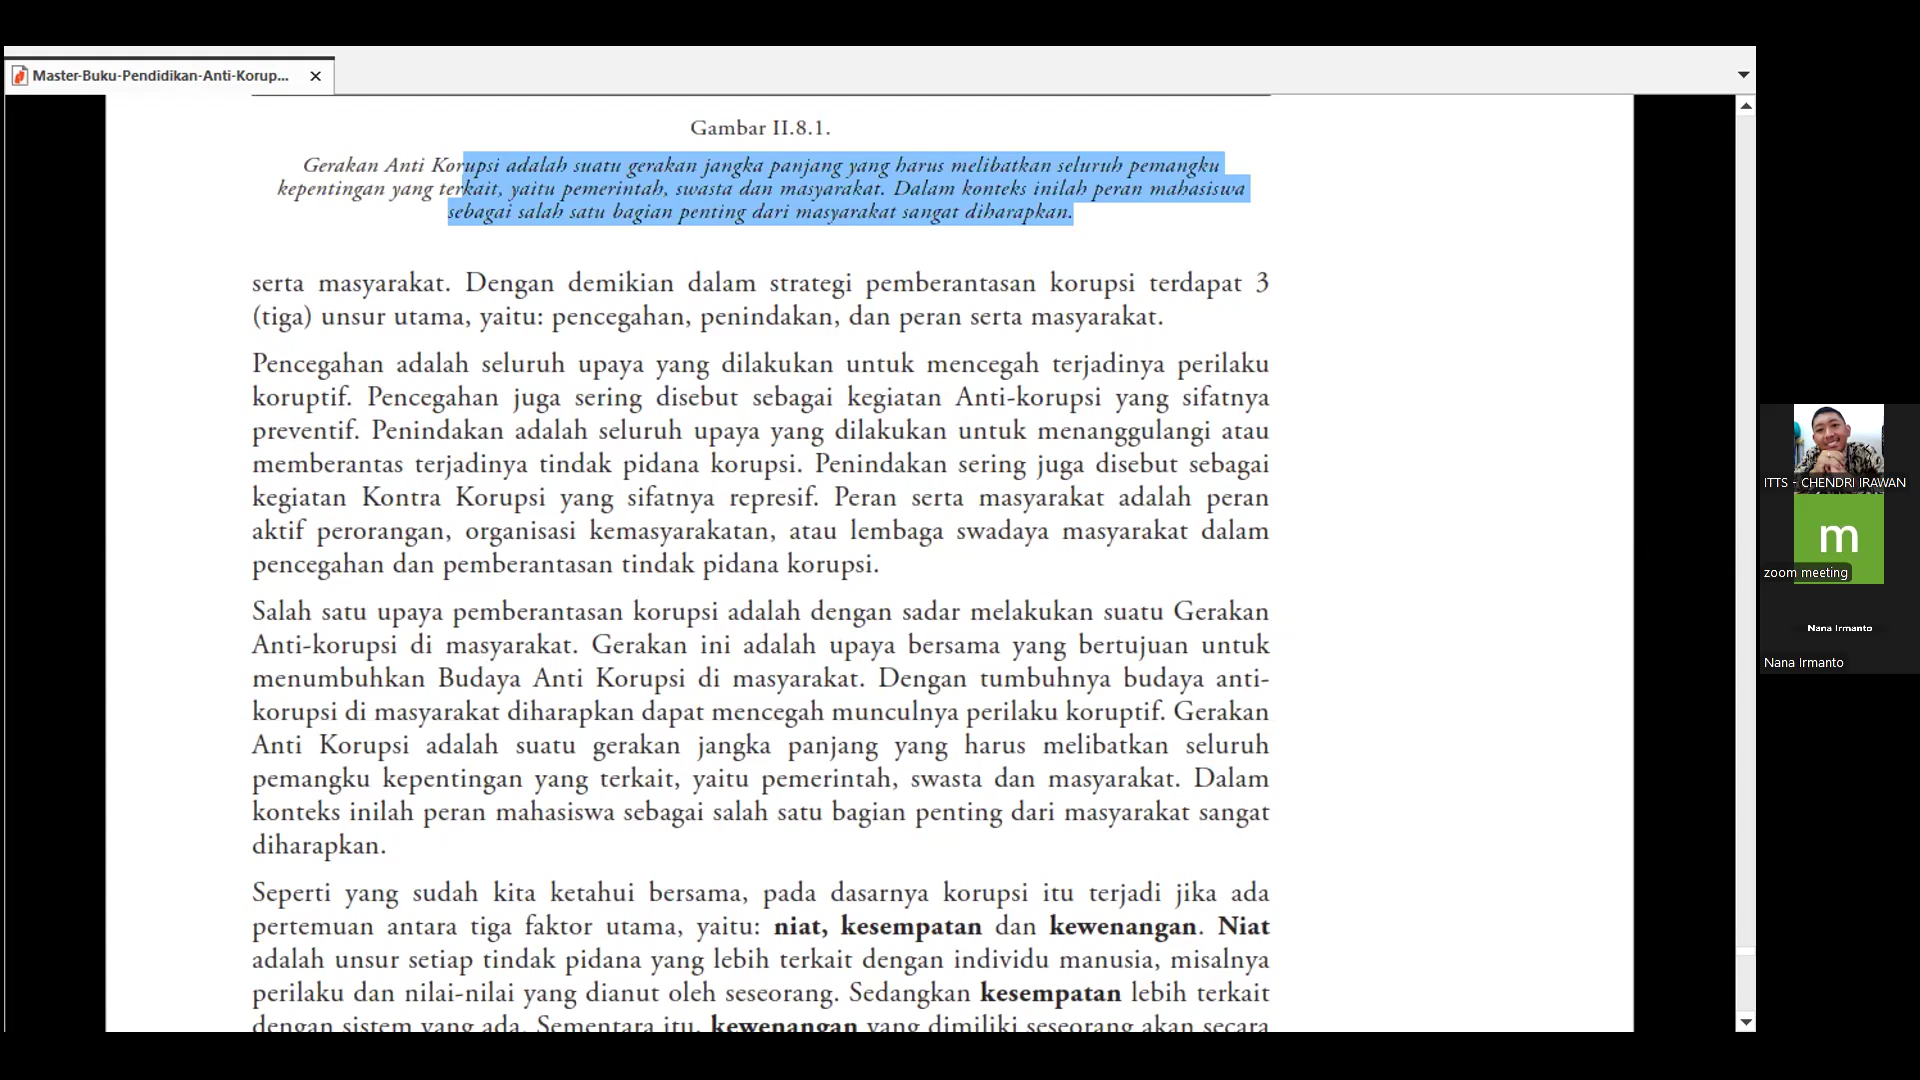 Master-Buku-Pendidikan-Anti-Korup...
Gambar II.8.1.
Gerakan Anti Korupsi adalah suatu gerakan jangka panjang yang harus melibatkan seluruh pemangku
kepentingan yang terkait, yaitu pemerintah, swasta dan masyarakat. Dalam konteks inilah peran mahasiswa
sebagai salah satu bagian penting dari masyarakat sangat diharapkan.
serta masyarakat. Dengan demikian dalam strategi pemberantasan korupsi terdapat 3
(tiga) unsur utama, yaitu: pencegahan, penindakan, dan peran serta masyarakat.
Pencegahan adalah seluruh upaya yang dilakukan untuk mencegah terjadinya perilaku
koruptif. Pencegahan juga sering disebut sebagai kegiatan Anti-korupsi yang sifatnya
preventif. Penindakan adalah seluruh upaya yang dilakukan untuk menanggulangi atau
memberantas terjadinya tindak pidana korupsi. Penindakan sering juga disebut sebagai
kegiatan Kontra Korupsi yang sifatnya represif. Peran serta masyarakat adalah peran
aktif perorangan, organisasi kemasyarakatan, atau lembaga swadaya masyarakat dalam
pencegahan dan pemberantasan tindak pidana korupsi.
Salah satu upaya pemberantasan korupsi adalah dengan sadar melakukan suatu Gerakan
Anti-korupsi di masyarakat. Gerakan ini adalah upaya bersama yang bertujuan untuk
menumbuhkan Budaya Anti Korupsi di masyarakat. Dengan tumbuhnya budaya anti-
korupsi di masyarakat diharapkan dapat mencegah munculnya perilaku koruptif. Gerakan
Anti Korupsi adalah suatu gerakan jangka panjang yang harus melibatkan seluruh
pemangku kepentingan yang terkait, yaitu pemerintah, swasta dan masyarakat. Dalam
konteks inilah peran mahasiswa sebagai salah satu bagian penting dari masyarakat sangat
diharapkan.
Seperti yang sudah kita ketahui bersama, pada dasarnya korupsi itu terjadi jika ada
pertemuan antara tiga faktor utama, yaitu: niat, kesempatan dan kewenangan. Niat
adalah unsur setiap tindak pidana yang lebih terkait dengan individu manusia, misalnya
perilaku dan nilai-nilai yang dianut oleh seseorang. Sedangkan kesempatan lebih terkait
dengan sistem yang ada. Sementara itu, kewenangan yang dimiliki seseorang akan secara
ITTS - CHENDRI IRAWAN
m
zoom meeting
Nana Irmanto
Nana Irmanto